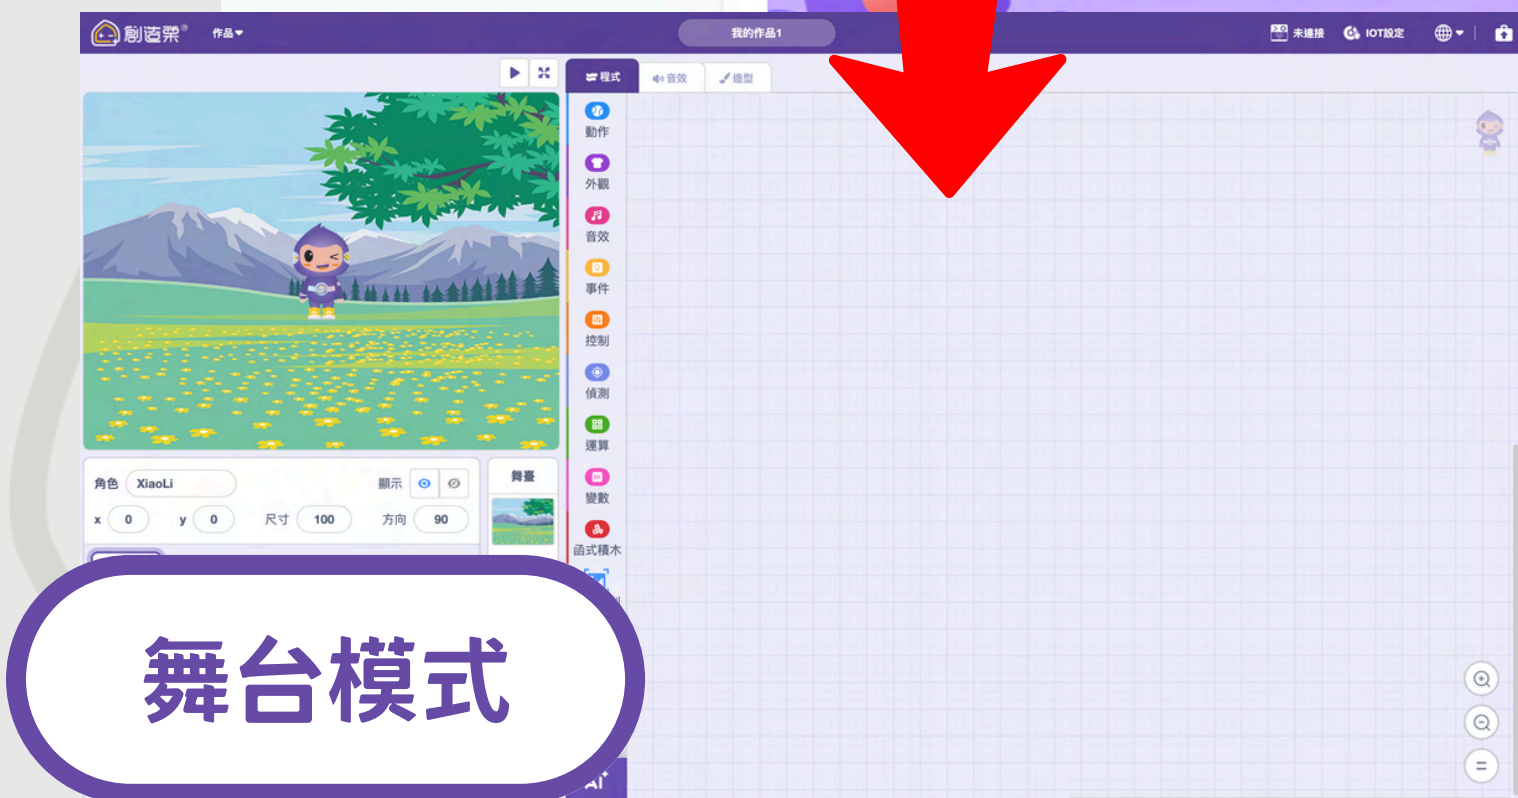 創造栗®
作品
我的作品1
未連接
IOT設定
程式
音效
造型
動作
外觀
音效
事件
控制
偵測
運算
變數
函式積木
角色 XiaoLi
顯示
x 0 y 0 尺寸 100 方向 90
舞臺
舞台模式
AI+